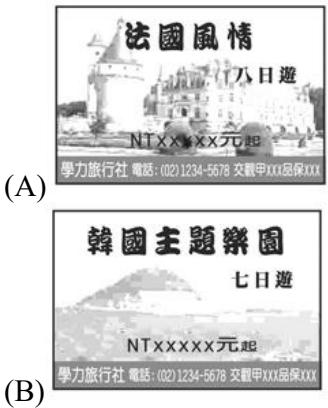 法國風情
八日遊
NTxxxxx元起
學力旅行社 電話：(02)1234-5678 交觀甲XXX品保XXX
(A)
韓國主題樂園
七日遊
NTxxxxx元起
學力旅行社 電話：(02)1234-5678 交觀甲XXX品保XXX
(B)